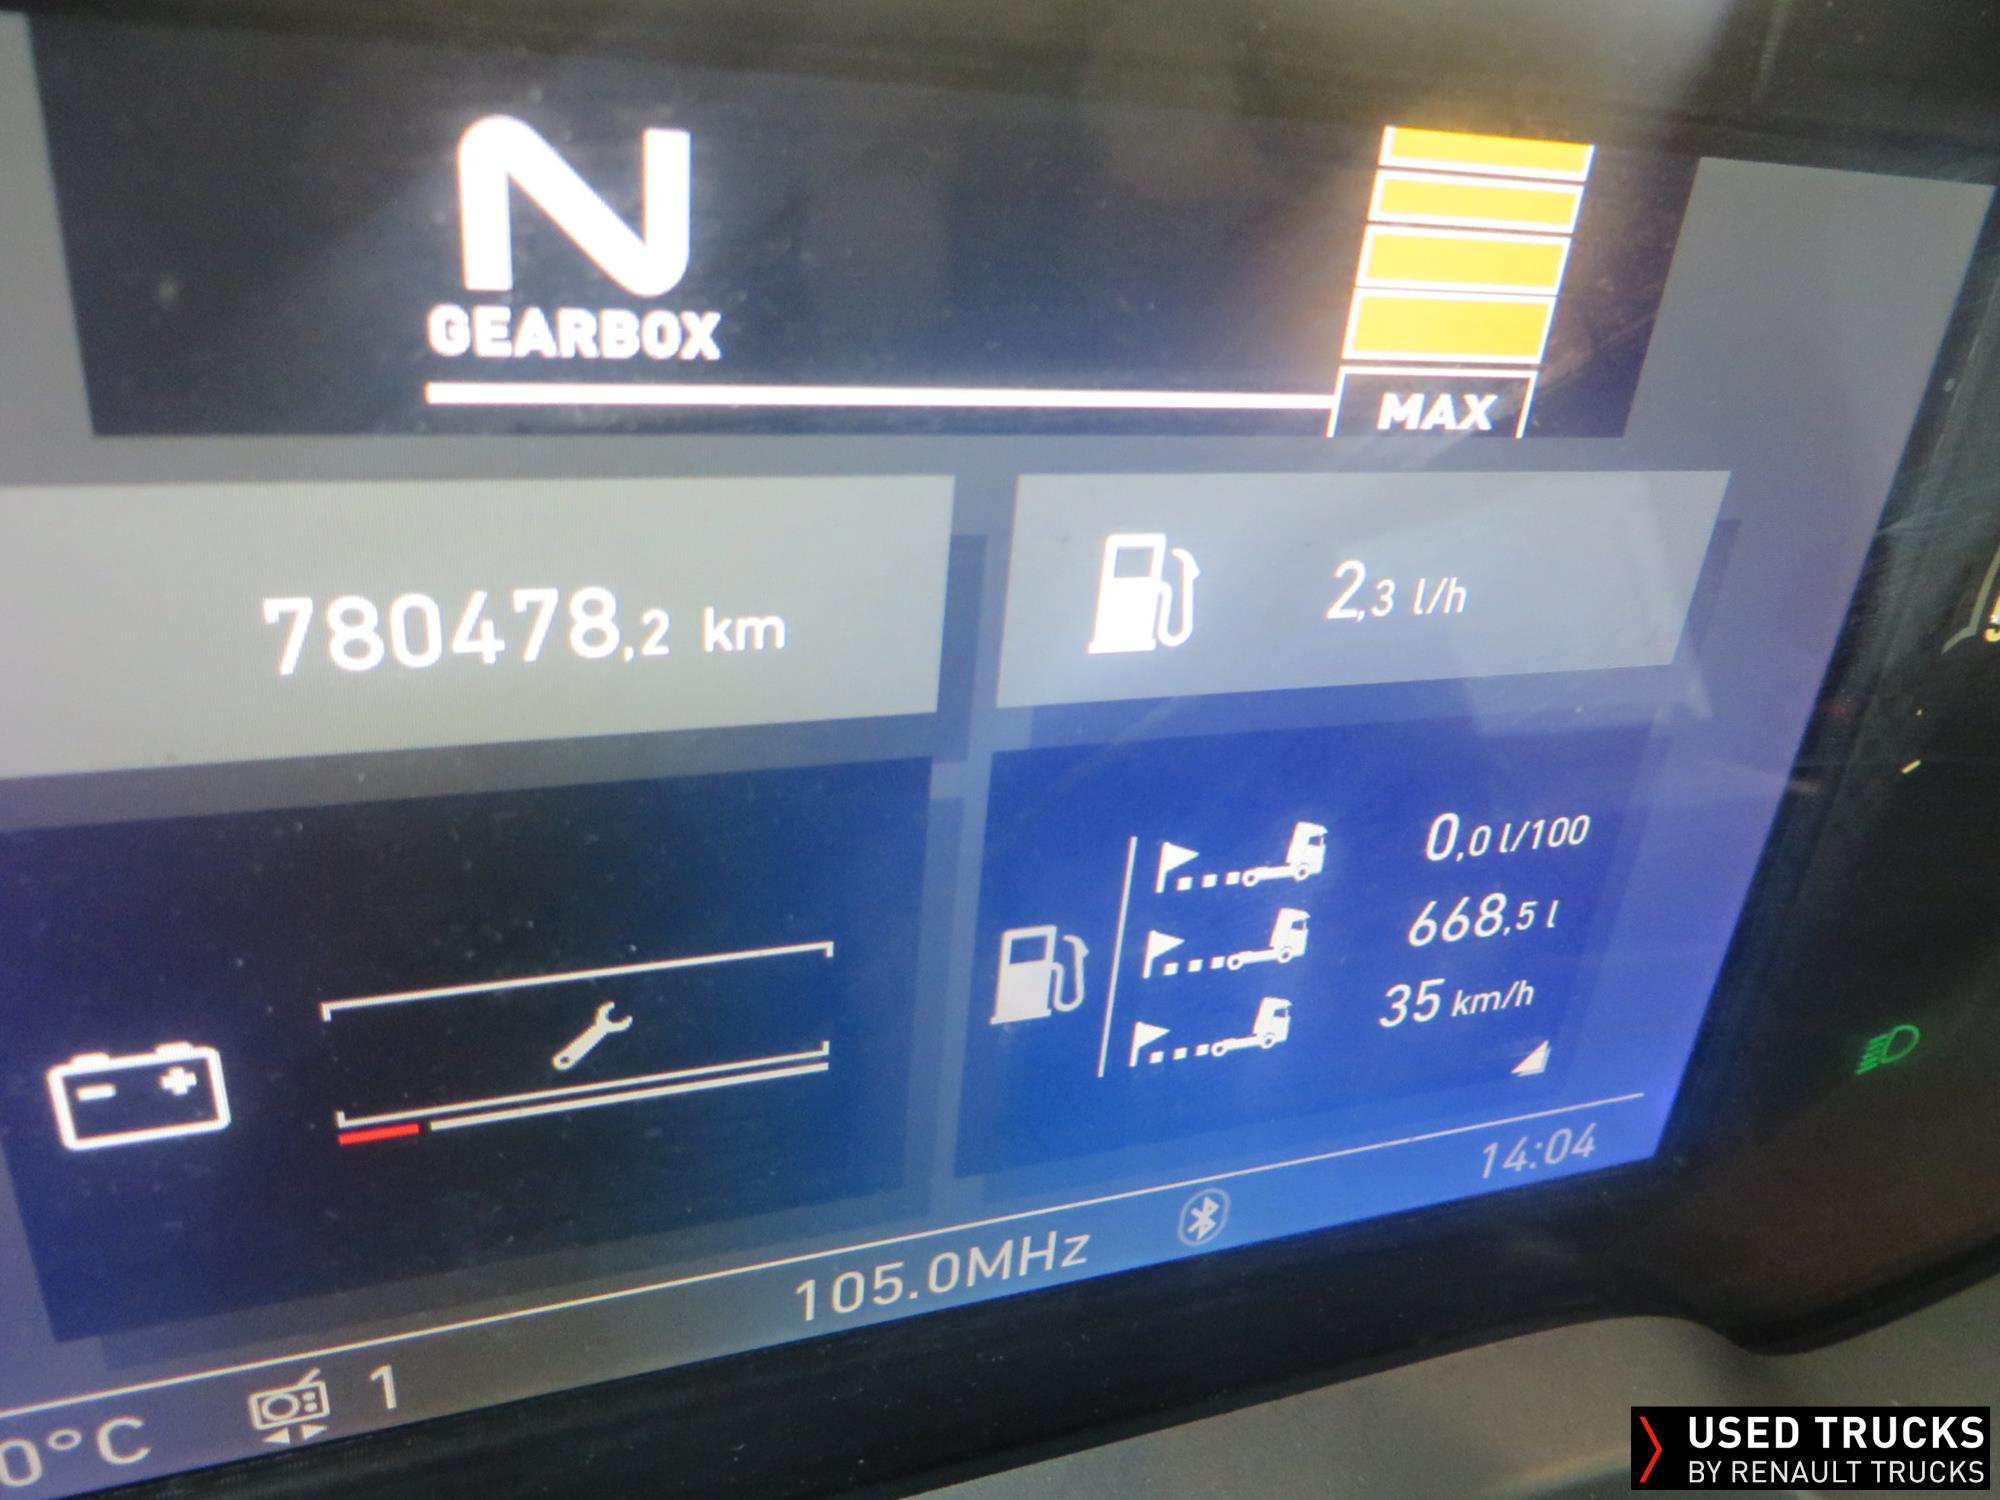 N
GEARBOX
MAX
780478,2 km
2,3 l/h
0,0 l/100
668,5 l
35 km/h
14:04
105.0MHz
1
0°C
USED TRUCKS
BY RENAULT TRUCKS